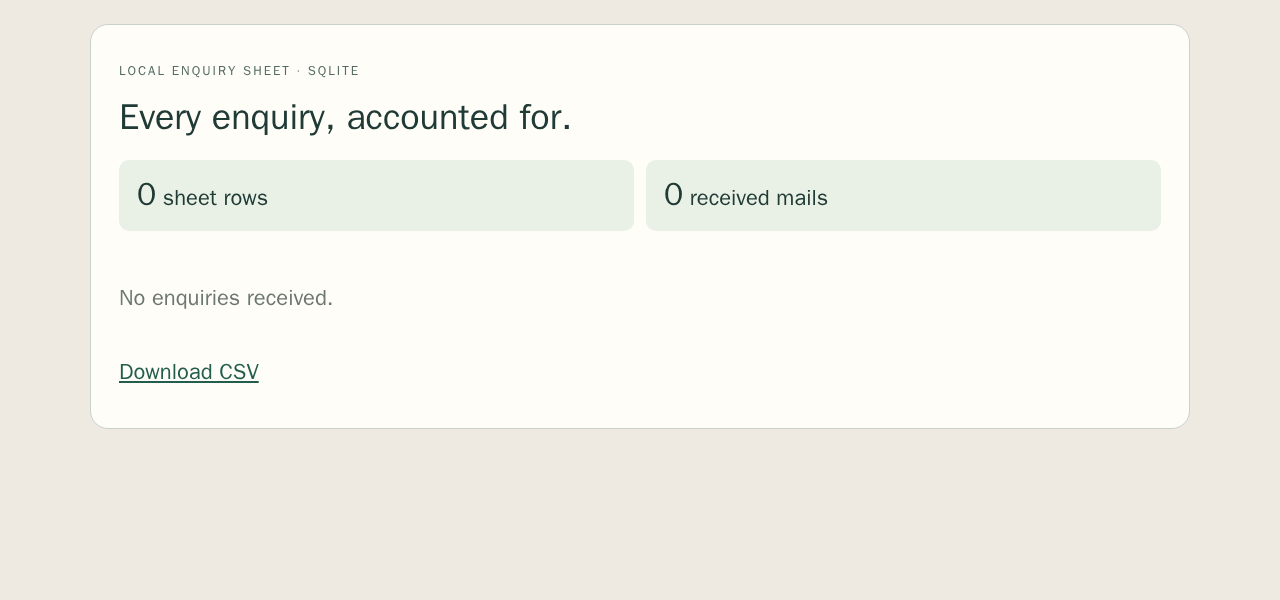 LOCAL ENQUIRY SHEET · SQLITE
Every enquiry, accounted for.
0 sheet rows
0 received mails
No enquiries received.
Download CSV